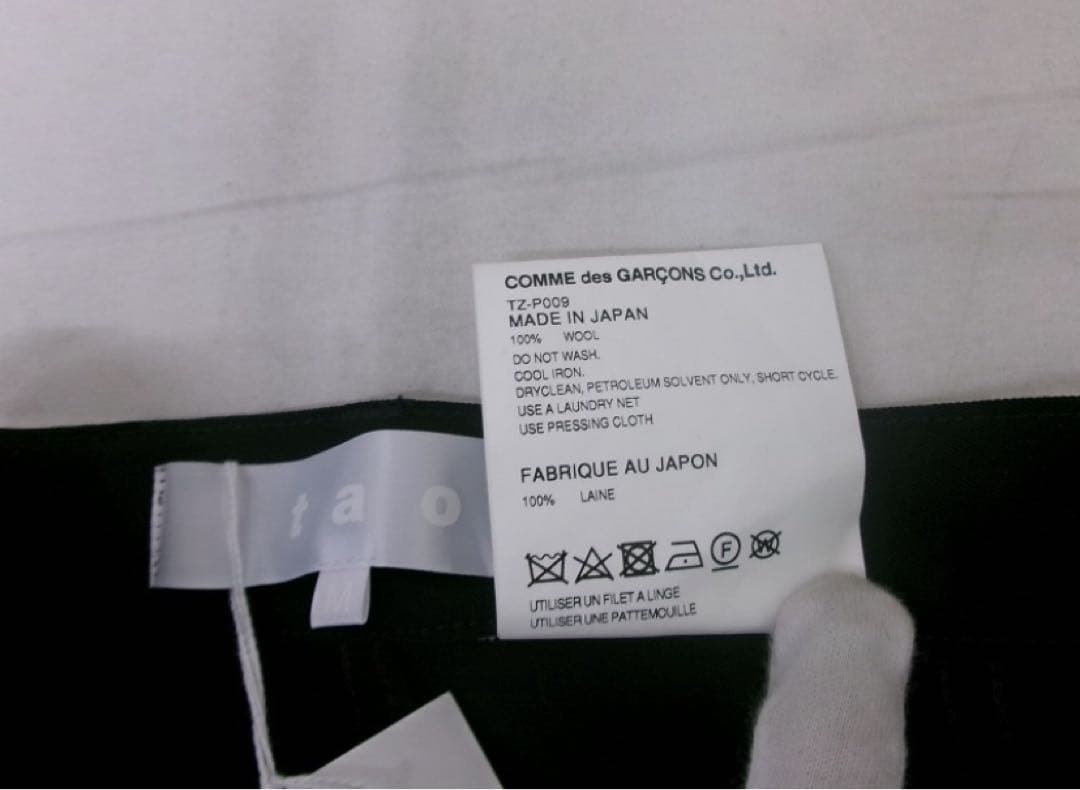 COMME des GARÇONS Co.,Ltd.
TZ-P009
MADE IN JAPAN
100% WOOL
DO NOT WASH.
COOL IRON.
DRYCLEAN, PETROLEUM SOLVENT ONLY, SHORT CYCLE.
USE A LAUNDRY NET
USE PRESSING CLOTH
FABRIQUE AU JAPON
100% LAINE
F
W
UTILISER UN FILET A LINGE
UTILISER UNE PATTEMOUILLE
tao
M